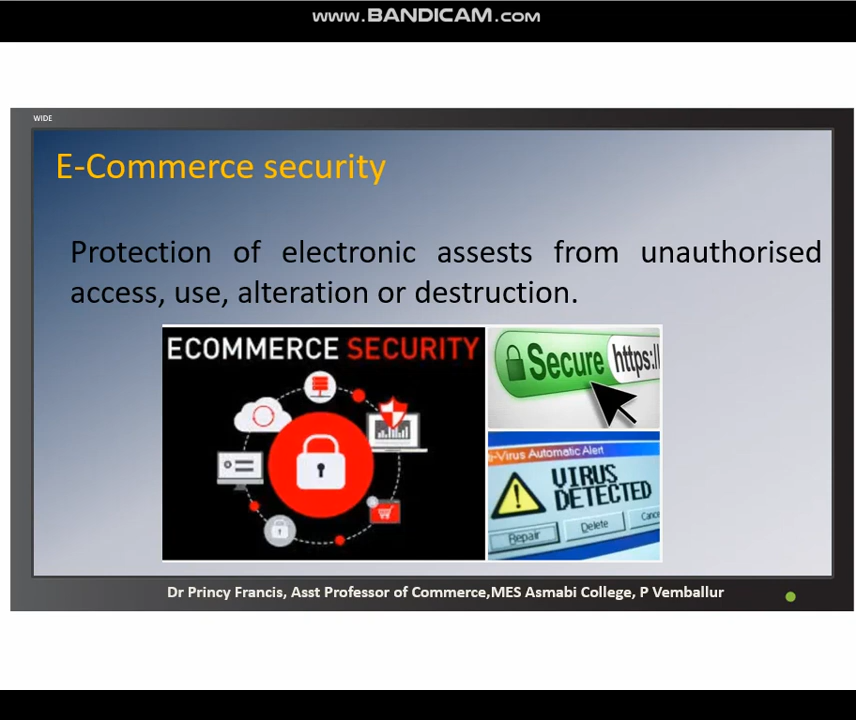 www.BANDICAM.com
WIDE
E-Commerce security
Protection of electronic assests from unauthorised
access, use, alteration or destruction.
ECOMMERCE SECURITY
Secure https://
-Virus Automatic Alert
VIRUS
DETECTED
Repair Delete Cance
Dr Princy Francis, Asst Professor of Commerce,MES Asmabi College, P Vemballur